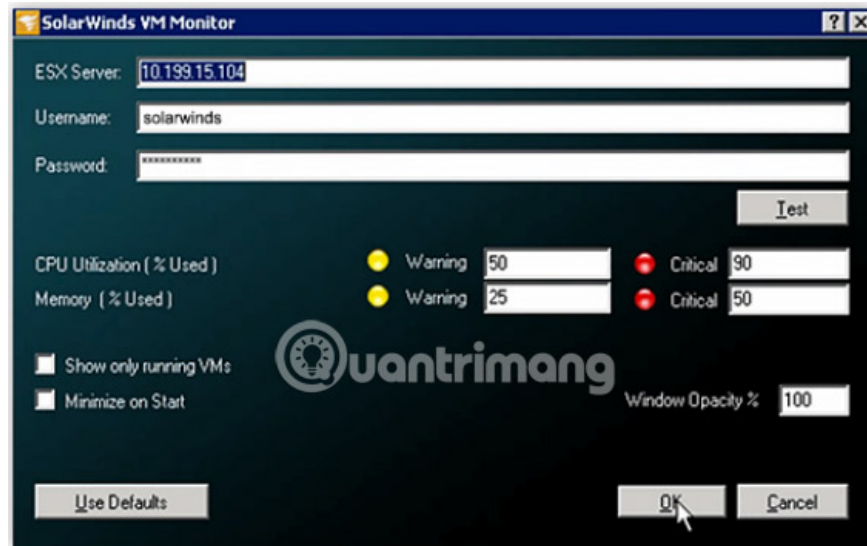 SolarWinds VM Monitor
ESX Server: 10.199.15.104
Username: solarwinds
Password: **********
Test
CPU Utilization ( % Used ) Warning 50 Critical 90
Memory ( % Used ) Warning 25 Critical 50
Show only running VMs
Quantrimang
Minimize on Start Window Opacity % 100
Use Defaults OK Cancel